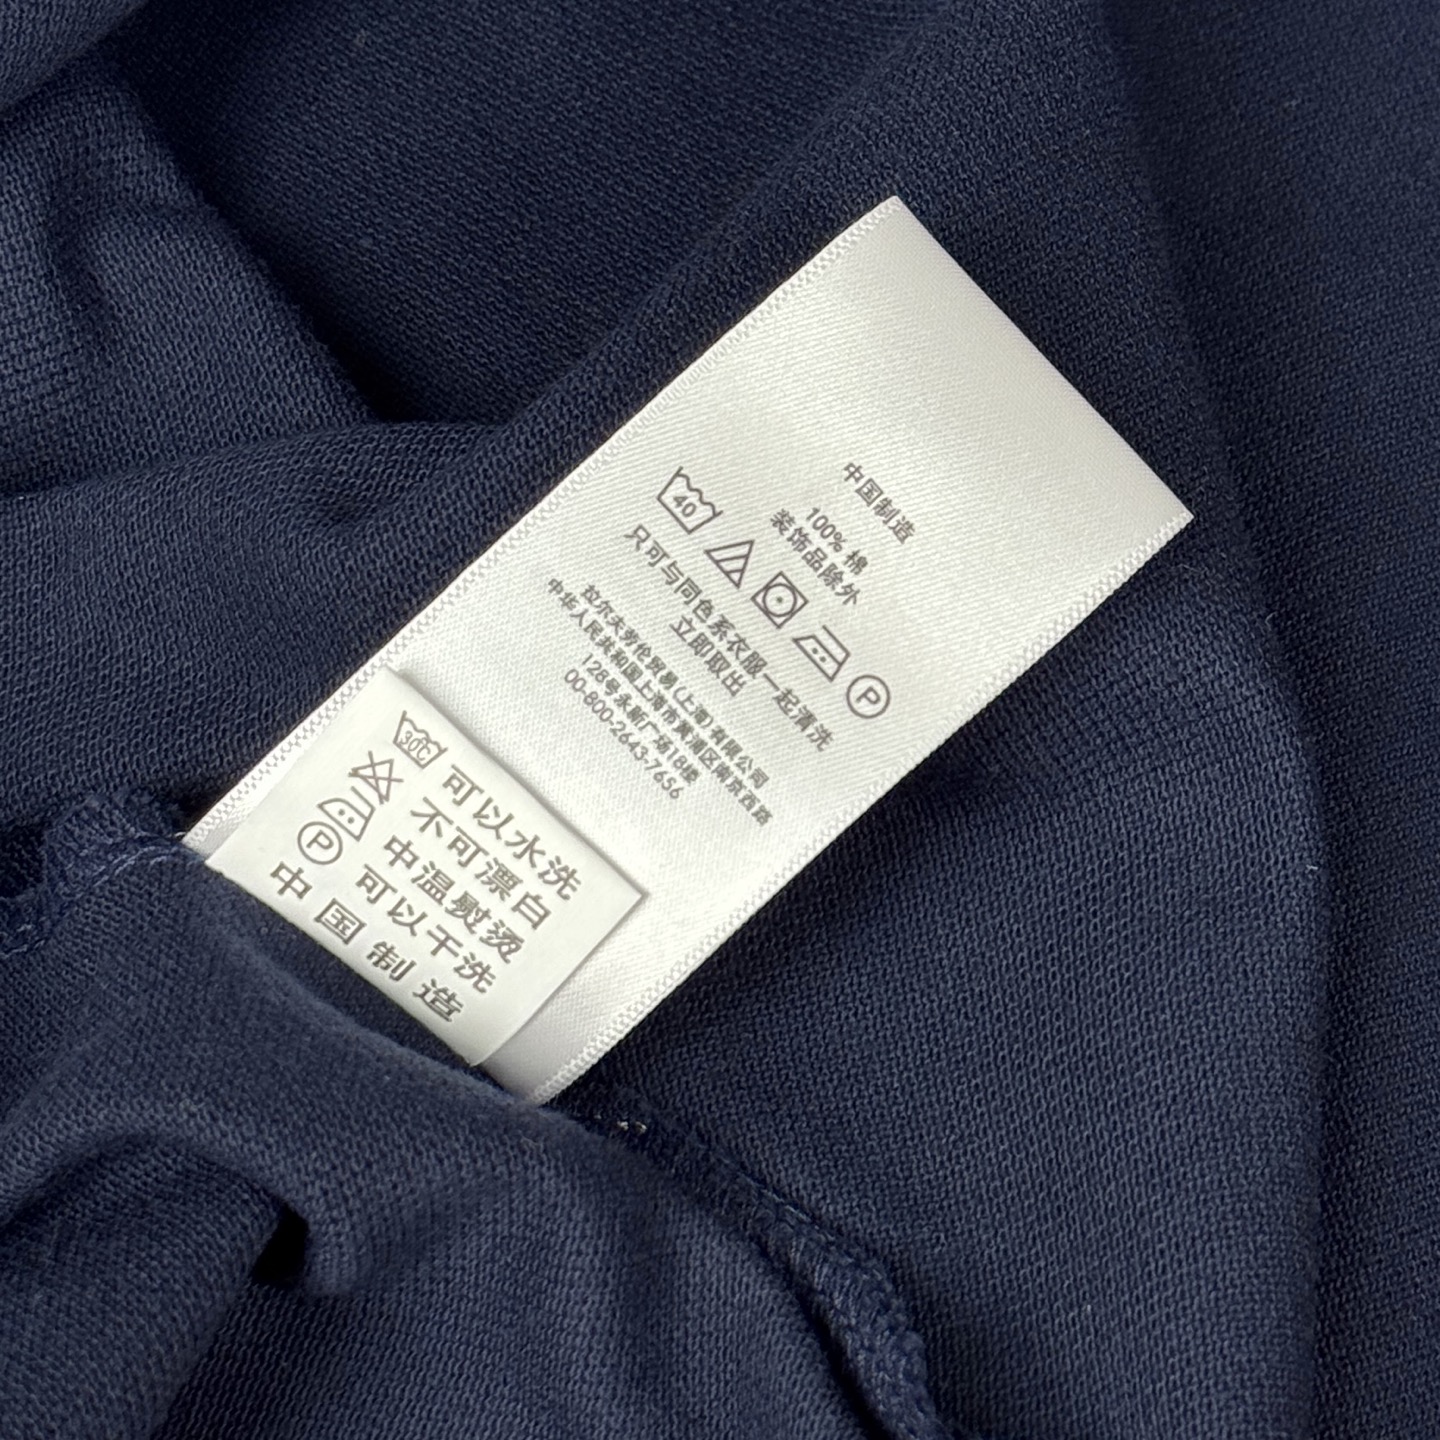 中国制造
100% 棉
装饰品除外
40
P
只可与同色系衣服一起清洗
立即取出
拉尔夫劳伦贸易(上海)有限公司
中华人民共和国上海市黄浦区南京西路
128号永新广场18楼
00-800-2643-7656
30℃ 可以水洗
不可漂白
中温熨烫
P 可以干洗
中国制造